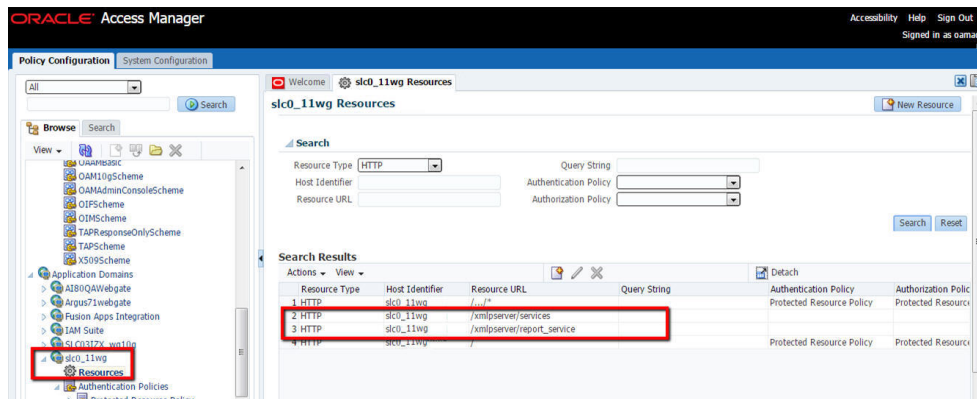 ORACLE Access Manager
Accessibility Help Sign Out
Signed in as oamad
Policy Configuration System Configuration
All
Search
Browse Search
View
OAAMBasic
OAM10gScheme
OAMAdminConsoleScheme
OIFScheme
OIMScheme
TAPResponseOnlyScheme
TAPScheme
X509Scheme
Application Domains
AI80QAWebgate
Argus71webgate
Fusion Apps Integration
IAM Suite
SLC03IZX_wg10g
slc0_11wg
Resources
Authentication Policies
Protected Resource Policy
Welcome slc0_11wg Resources
slc0_11wg Resources
New Resource
Search
Resource Type HTTP Query String
Host Identifier Authentication Policy
Resource URL Authorization Policy
Search Reset
Search Results
Actions View Detach
Resource Type Host Identifier Resource URL Query String Authentication Policy Authorization Polic
1 HTTP slc0_11wg /.../* Protected Resource Policy Protected Resource
2 HTTP slc0_11wg /xmlpserver/services
3 HTTP slc0_11wg /xmlpserver/report_service
4 HTTP slc0_11wg / Protected Resource Policy Protected Resource